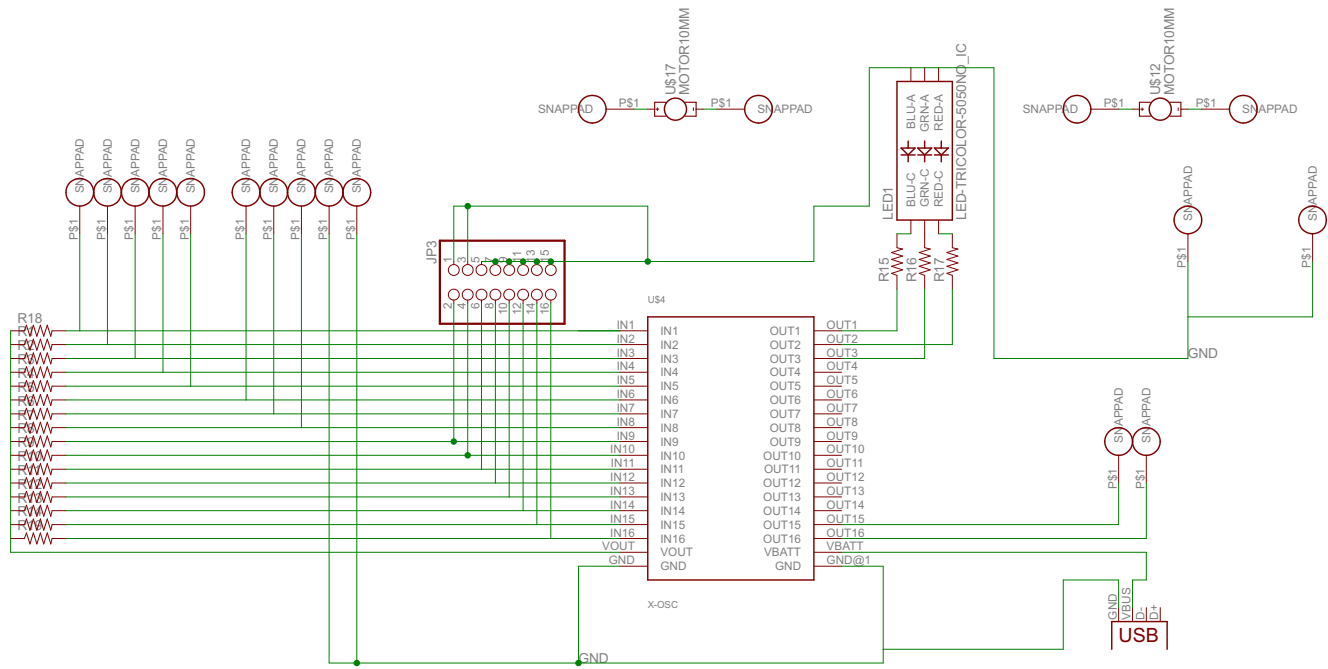 U$17
MOTOR10MM
SNAPPAD
P$1
P$1
SNAPPAD
U$12
MOTOR10MM
SNAPPAD
P$1
P$1
SNAPPAD
LED-TRICOLOR-5050NO_IC
BLU-A
GRN-A
RED-A
BLU-C
GRN-C
RED-C
LED1
SNAPPAD
SNAPPAD
SNAPPAD
SNAPPAD
SNAPPAD
SNAPPAD
SNAPPAD
SNAPPAD
SNAPPAD
SNAPPAD
P$1
P$1
P$1
P$1
P$1
P$1
P$1
P$1
P$1
P$1
SNAPPAD
P$1
SNAPPAD
P$1
JP3
1
3
5
7
9
11
13
15
2
4
6
8
10
12
14
16
R15
R16
R17
U$4
R18
IN1
IN1
OUT1
OUT1
IN2
IN2
OUT2
OUT2
IN3
IN3
OUT3
OUT3
IN4
IN4
OUT4
OUT4
IN5
IN5
OUT5
OUT5
IN6
IN6
OUT6
OUT6
IN7
IN7
OUT7
OUT7
IN8
IN8
OUT8
OUT8
IN9
IN9
OUT9
OUT9
IN10
IN10
OUT10
OUT10
IN11
IN11
OUT11
OUT11
IN12
IN12
OUT12
OUT12
IN13
IN13
OUT13
OUT13
IN14
IN14
OUT14
OUT14
IN15
IN15
OUT15
OUT15
IN16
IN16
OUT16
OUT16
VOUT
VOUT
VBATT
VBATT
GND
GND
GND
GND@1
X-OSC
GND
GND
SNAPPAD
SNAPPAD
P$1
P$1
GND
VBUS
D-
D+
USB